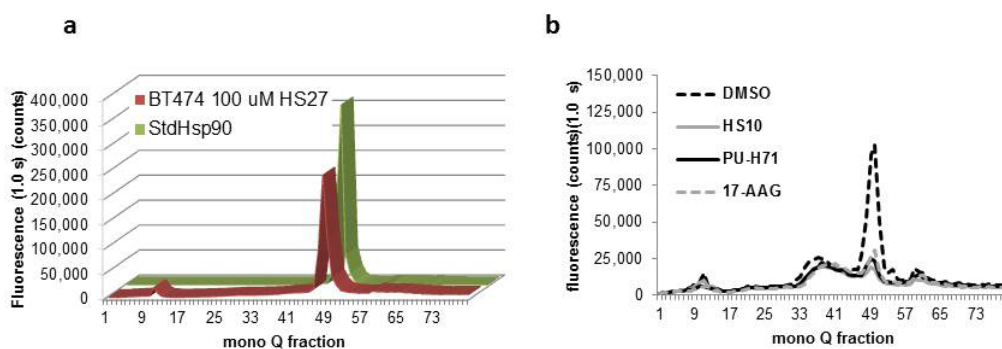 a
Fluorescence (1.0 s) (counts)
400,000
350,000
300,000
250,000
200,000
150,000
100,000
50,000
0
BT474 100 uM HS27
StdHsp90
1 9 17 25 33 41 49 57 65 73
mono Q fraction
b
fluorescence (counts)(1.0 s)
150,000
125,000
100,000
75,000
50,000
25,000
0
DMSO
HS10
PU-H71
17-AAG
1 9 17 25 33 41 49 57 65 73
mono Q fraction